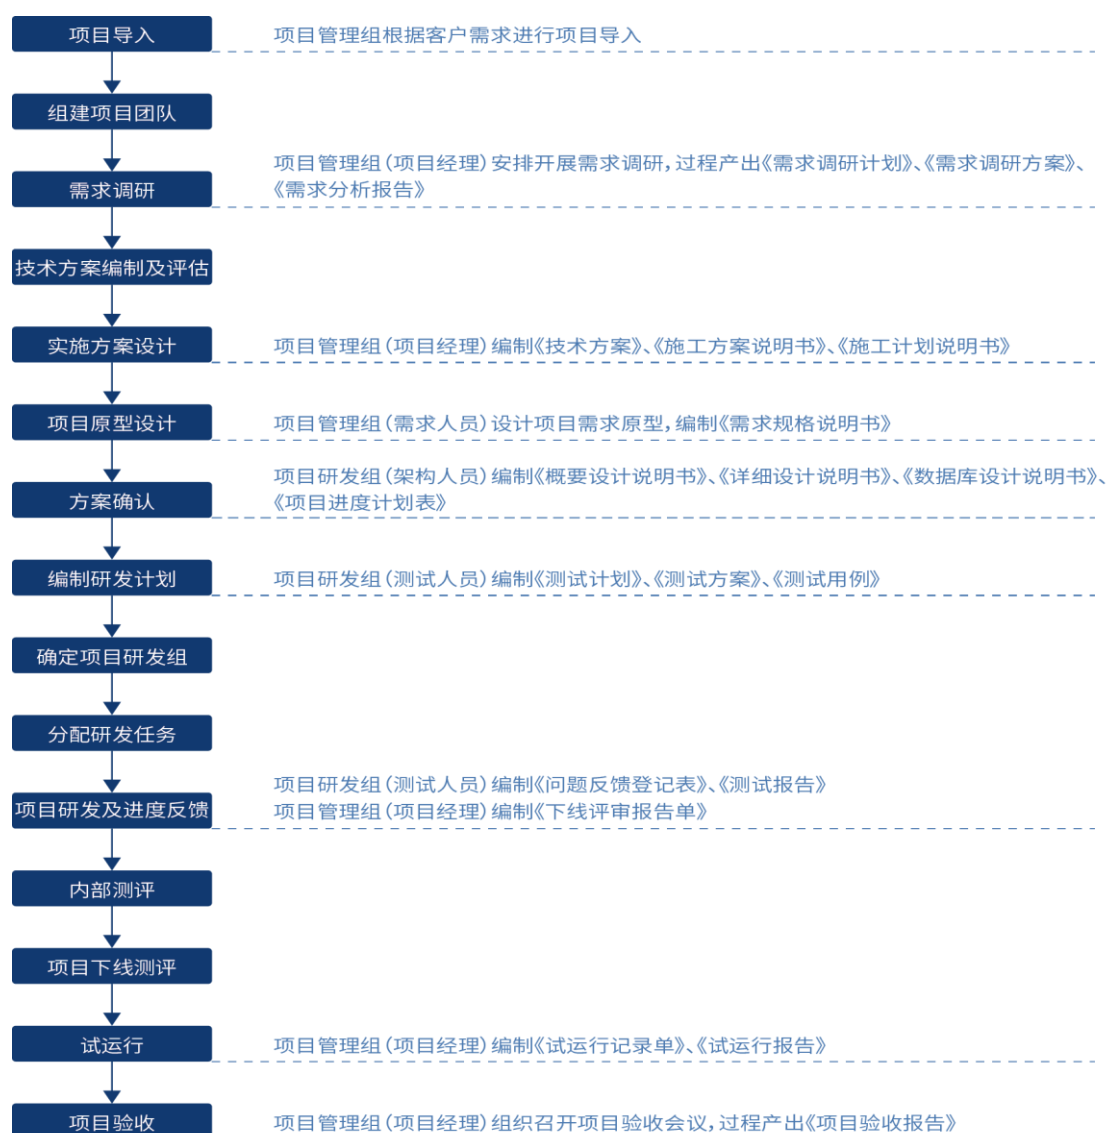 项目导入
项目管理组根据客户需求进行项目导入
组建项目团队
需求调研
项目管理组(项目经理)安排开展需求调研,过程产出《需求调研计划》、《需求调研方案》、
《需求分析报告》
技术方案编制及评估
实施方案设计
项目管理组(项目经理)编制《技术方案》、《施工方案说明书》、《施工计划说明书》
项目原型设计
项目管理组(需求人员)设计项目需求原型,编制《需求规格说明书》
方案确认
项目研发组(架构人员)编制《概要设计说明书》、《详细设计说明书》、《数据库设计说明书》、
《项目进度计划表》
编制研发计划
项目研发组(测试人员)编制《测试计划》、《测试方案》、《测试用例》
确定项目研发组
分配研发任务
项目研发及进度反馈
项目研发组(测试人员)编制《问题反馈登记表》、《测试报告》
项目管理组(项目经理)编制《下线评审报告单》
内部测评
项目下线测评
试运行
项目管理组(项目经理)编制《试运行记录单》、《试运行报告》
项目验收
项目管理组(项目经理)组织召开项目验收会议,过程产出《项目验收报告》